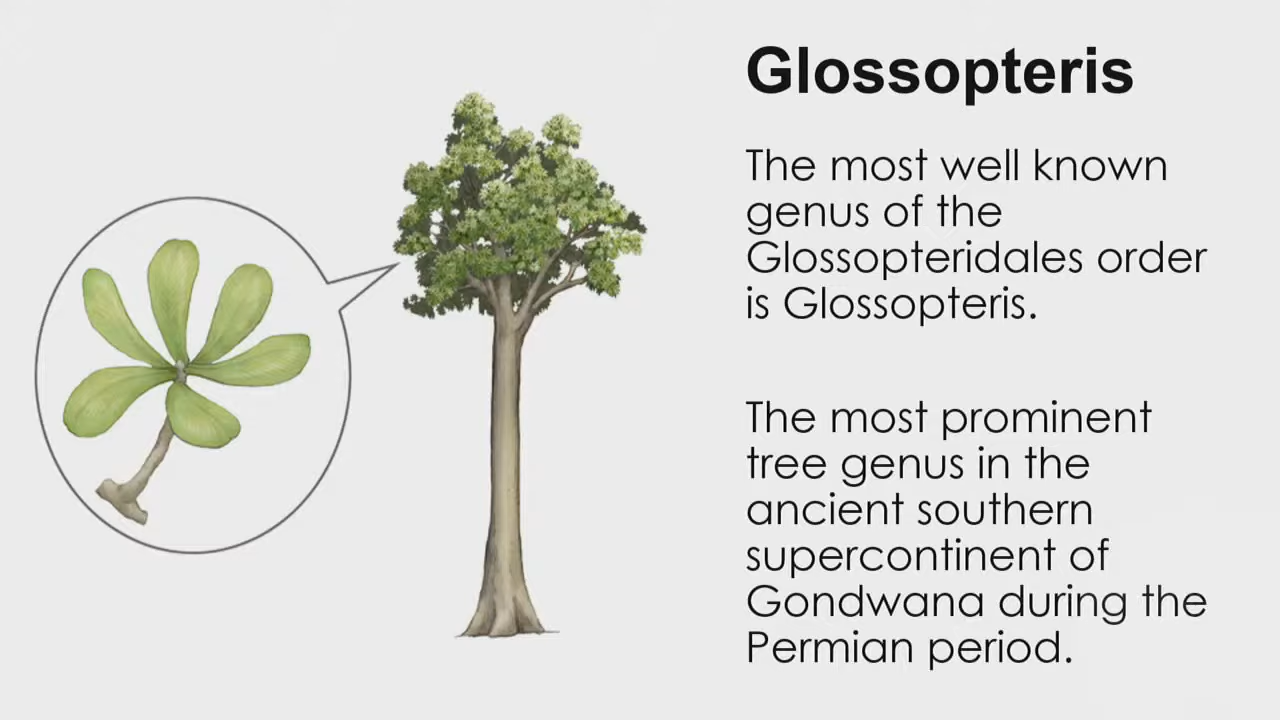 Glossopteris
The most well known
genus of the
Glossopteridales order
is Glossopteris.
The most prominent
tree genus in the
ancient southern
supercontinent of
Gondwana during the
Permian period.